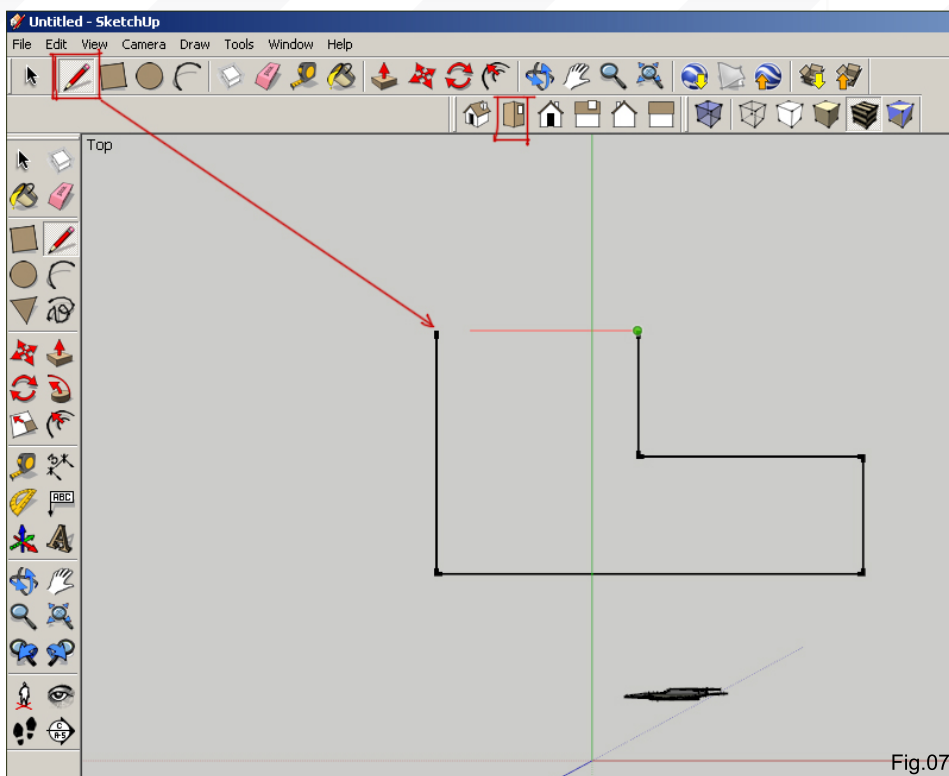 Untitled - SketchUp
File Edit View Camera Draw Tools Window Help
Top
ABC
Fig.07